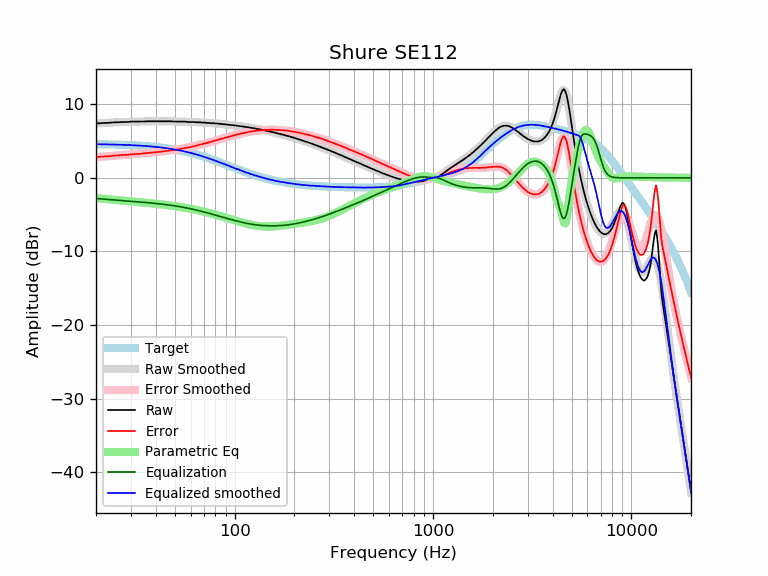 Shure SE112
10
0
−10
−20
−30
−40
Amplitude (dBr)
Target
Raw Smoothed
Error Smoothed
Raw
Error
Parametric Eq
Equalization
Equalized smoothed
100
1000
10000
Frequency (Hz)